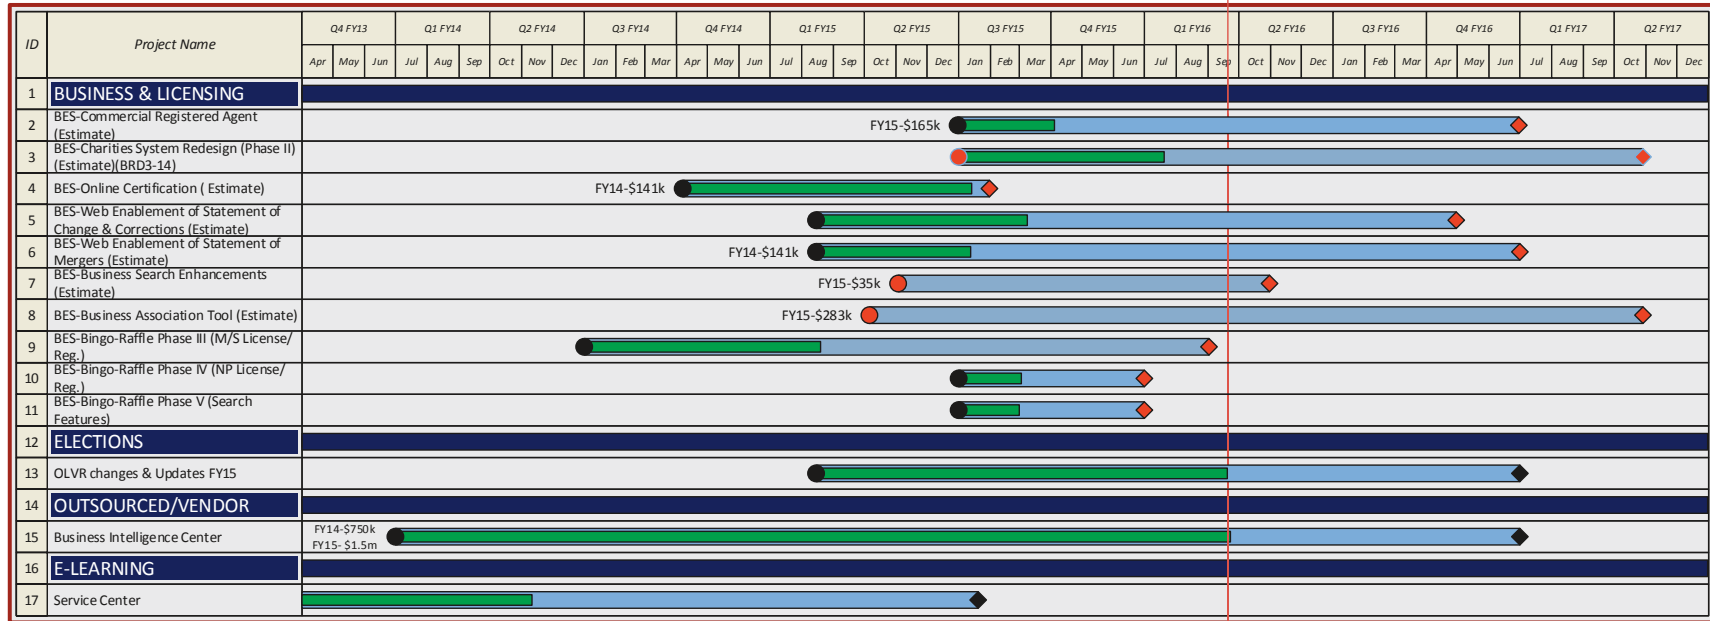 ID
Project Name
Q4 FY13 Q1 FY14 Q2 FY14 Q3 FY14 Q4 FY14 Q1 FY15 Q2 FY15 Q3 FY15 Q4 FY15 Q1 FY16 Q2 FY16 Q3 FY16 Q4 FY16 Q1 FY17 Q2 FY17
Apr May Jun Jul Aug Sep Oct Nov Dec Jan Feb Mar Apr May Jun Jul Aug Sep Oct Nov Dec Jan Feb Mar Apr May Jun Jul Aug Sep Oct Nov Dec Jan Feb Mar Apr May Jun Jul Aug Sep Oct Nov Dec
1 BUSINESS & LICENSING
2 BES-Commercial Registered Agent
(Estimate)
FY15-$165k
3 BES-Charities System Redesign (Phase II)
(Estimate)(BRD3-14)
4 BES-Online Certification ( Estimate)
FY14-$141k
5 BES-Web Enablement of Statement of
Change & Corrections (Estimate)
6 BES-Web Enablement of Statement of
Mergers (Estimate)
FY14-$141k
7 BES-Business Search Enhancements
(Estimate)
FY15-$35k
8 BES-Business Association Tool (Estimate)
FY15-$283k
9 BES-Bingo-Raffle Phase III (M/S License/
Reg.)
10 BES-Bingo-Raffle Phase IV (NP License/
Reg.)
11 BES-Bingo-Raffle Phase V (Search
Features)
12 ELECTIONS
13 OLVR changes & Updates FY15
14 OUTSOURCED/VENDOR
15 Business Intelligence Center
FY14-$750k
FY15- $1.5m
16 E-LEARNING
17 Service Center